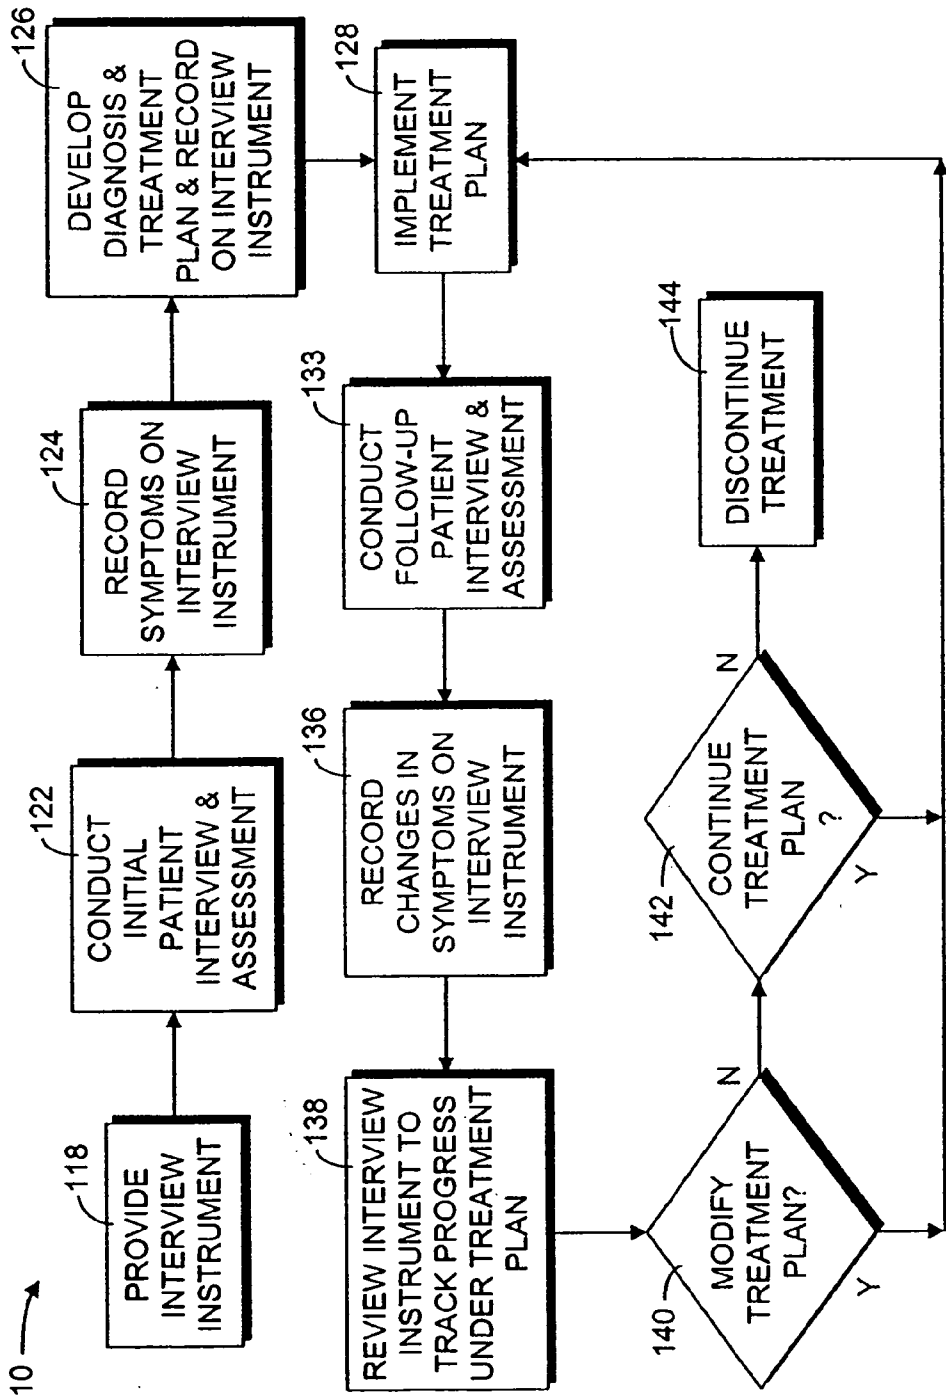 10
118
PROVIDE
INTERVIEW
INSTRUMENT
122
CONDUCT
INITIAL
PATIENT
INTERVIEW &
ASSESSMENT
124
RECORD
SYMPTOMS ON
INTERVIEW
INSTRUMENT
126
DEVELOP
DIAGNOSIS &
TREATMENT
PLAN & RECORD
ON INTERVIEW
INSTRUMENT
128
IMPLEMENT
TREATMENT
PLAN
133
CONDUCT
FOLLOW-UP
PATIENT
INTERVIEW &
ASSESSMENT
136
RECORD
CHANGES IN
SYMPTOMS ON
INTERVIEW
INSTRUMENT
138
REVIEW INTERVIEW
INSTRUMENT TO
TRACK PROGRESS
UNDER TREATMENT
PLAN
140
MODIFY
TREATMENT
PLAN?
N
Y
142
CONTINUE
TREATMENT
PLAN
?
N
Y
144
DISCONTINUE
TREATMENT